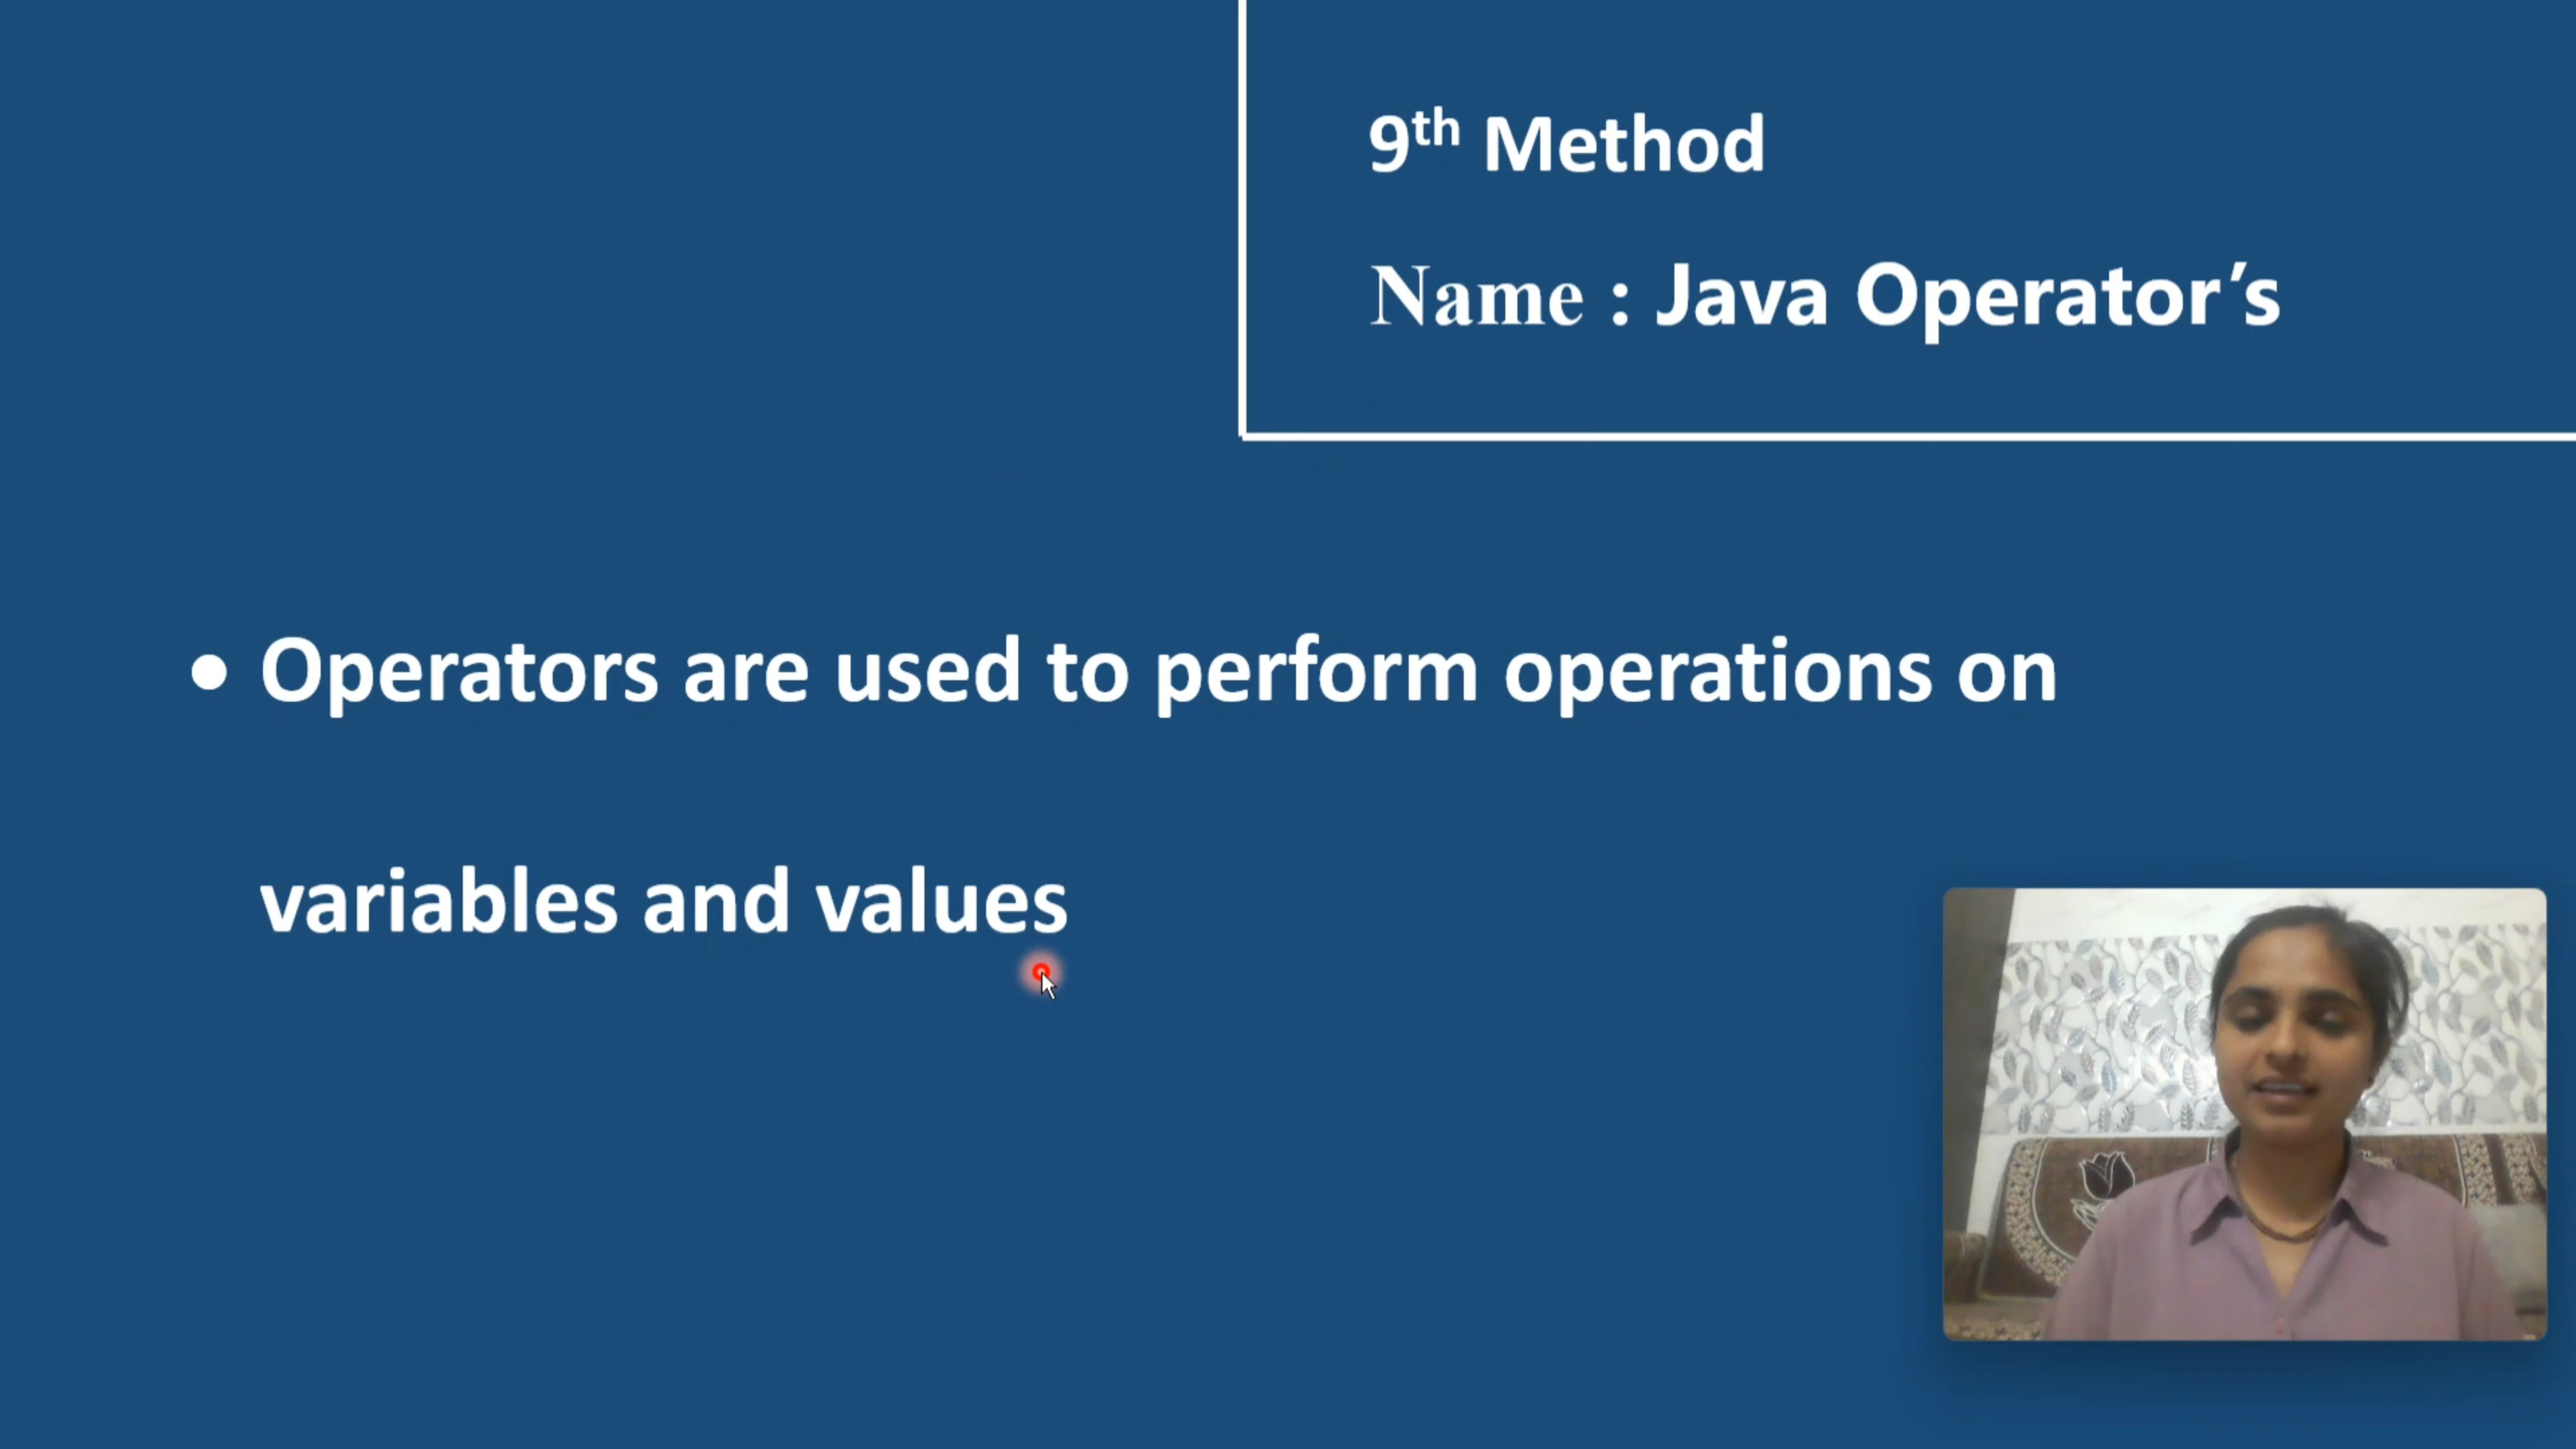 9th Method
Name : Java Operator’s
• Operators are used to perform operations on
variables and values